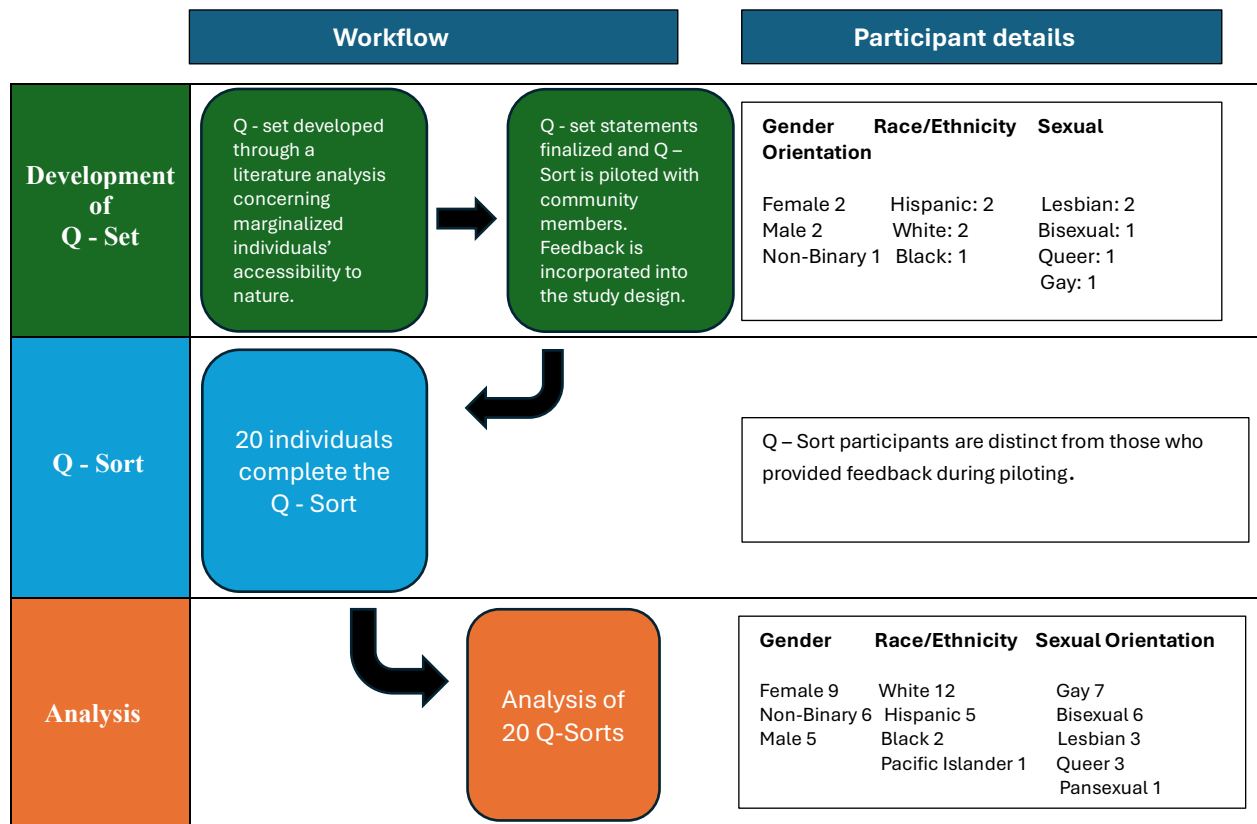 Workflow
Participant details
Development
of
Q - Set
Q - set developed
through a
literature analysis
concerning
marginalized
individuals’
accessibility to
nature.
Q - set statements
finalized and Q –
Sort is piloted with
community
members.
Feedback is
incorporated into
the study design.
Gender Race/Ethnicity Sexual
Orientation
Female 2 Hispanic: 2 Lesbian: 2
Male 2 White: 2 Bisexual: 1
Non-Binary 1 Black: 1 Queer: 1
Gay: 1
Q - Sort
20 individuals
complete the
Q - Sort
Q – Sort participants are distinct from those who
provided feedback during piloting.
Analysis
Analysis of
20 Q-Sorts
Gender Race/Ethnicity Sexual Orientation
Female 9 White 12 Gay 7
Non-Binary 6 Hispanic 5 Bisexual 6
Male 5 Black 2 Lesbian 3
Pacific Islander 1 Queer 3
Pansexual 1